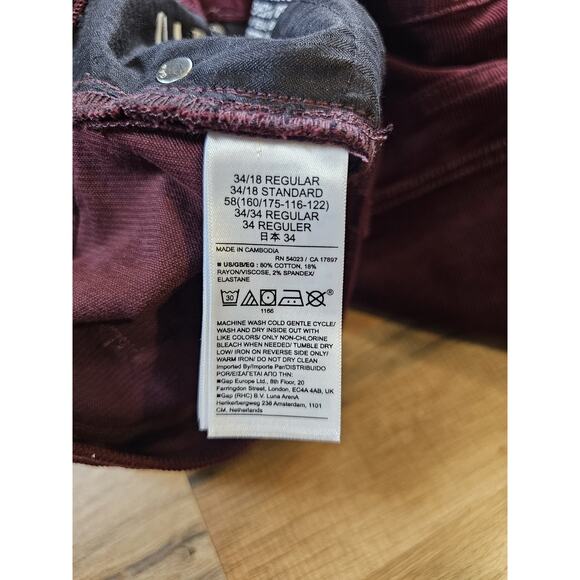 34/18 REGULAR
34/18 STANDARD
58(160/175-116-122)
34/34 REGULAR
34 REGULER
日本 34
MADE IN CAMBODIA
RN 54023 / CA 17897
■ US/GB/EG : 80% COTTON, 18%
RAYON/VISCOSE, 2% SPANDEX/
ELASTANE
30
1166
MACHINE WASH COLD GENTLE CYCLE/
WASH AND DRY INSIDE OUT WITH
LIKE COLORS/ ONLY NON-CHLORINE
BLEACH WHEN NEEDED/ TUMBLE DRY
LOW/ IRON ON REVERSE SIDE ONLY/
WARM IRON/ DO NOT DRY CLEAN
Imported By/Importe Par/DISTRIBUIDO
POR/ΕΙΣΑΓΕΤΑΙ ΑΠΟ ΤΗΝ:
■Gap Europe Ltd., 8th Floor, 20
Farringdon Street, London, EC4A 4AB, UK
■Gap (RHC) B.V. Luna ArenA
Herikerbergweg 238 Amsterdam, 1101
CM, Netherlands